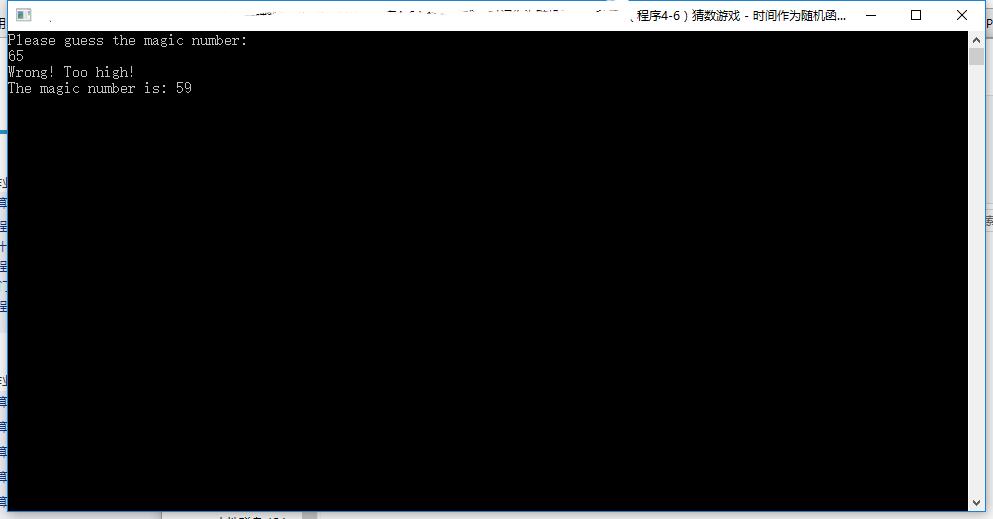 程序4-6）猜数游戏 - 时间作为随机函...
Please guess the magic number:
65
Wrong! Too high!
The magic number is: 59